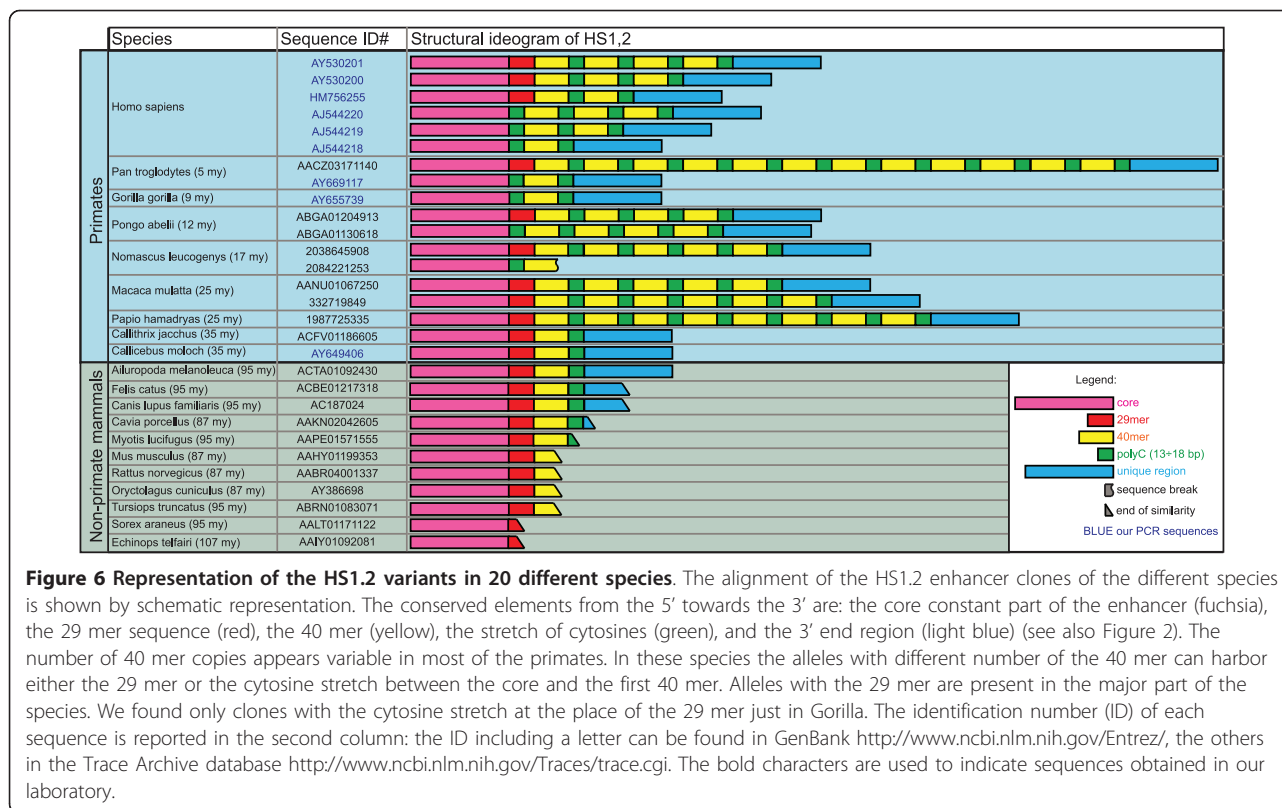 Species Sequence ID# Structural ideogram of HS1,2
Primates
Homo sapiens
AY530201
AY530200
HM756255
AJ544220
AJ544219
AJ544218
Pan troglodytes (5 my)
AACZ03171140
AY669117
Gorilla gorilla (9 my) AY655739
Pongo abelii (12 my)
ABGA01204913
ABGA01130618
Nomascus leucogenys (17 my)
2038645908
2084221253
Macaca mulatta (25 my)
AANU01067250
332719849
Papio hamadryas (25 my) 1987725335
Callithrix jacchus (35 my) ACFV01186605
Callicebus moloch (35 my) AY649406
Non-primate mammals
Ailuropoda melanoleuca (95 my) ACTA01092430
Felis catus (95 my) ACBE01217318
Canis lupus familiaris (95 my) AC187024
Cavia porcellus (87 my) AAKN02042605
Myotis lucifugus (95 my) AAPE01571555
Mus musculus (87 my) AAHY01199353
Rattus norvegicus (87 my) AABR04001337
Oryctolagus cuniculus (87 my) AY386698
Tursiops truncatus (95 my) ABRN01083071
Sorex araneus (95 my) AALT01171122
Echinops telfairi (107 my) AAIY01092081
Legend:
core
29mer
40mer
polyC (13÷18 bp)
unique region
sequence break
end of similarity
BLUE our PCR sequences
Figure 6 Representation of the HS1.2 variants in 20 different species. The alignment of the HS1.2 enhancer clones of the different species
is shown by schematic representation. The conserved elements from the 5’ towards the 3’ are: the core constant part of the enhancer (fuchsia),
the 29 mer sequence (red), the 40 mer (yellow), the stretch of cytosines (green), and the 3’ end region (light blue) (see also Figure 2). The
number of 40 mer copies appears variable in most of the primates. In these species the alleles with different number of the 40 mer can harbor
either the 29 mer or the cytosine stretch between the core and the first 40 mer. Alleles with the 29 mer are present in the major part of the
species. We found only clones with the cytosine stretch at the place of the 29 mer just in Gorilla. The identification number (ID) of each
sequence is reported in the second column: the ID including a letter can be found in GenBank http://www.ncbi.nlm.nih.gov/Entrez/, the others
in the Trace Archive database http://www.ncbi.nlm.nih.gov/Traces/trace.cgi. The bold characters are used to indicate sequences obtained in our
laboratory.